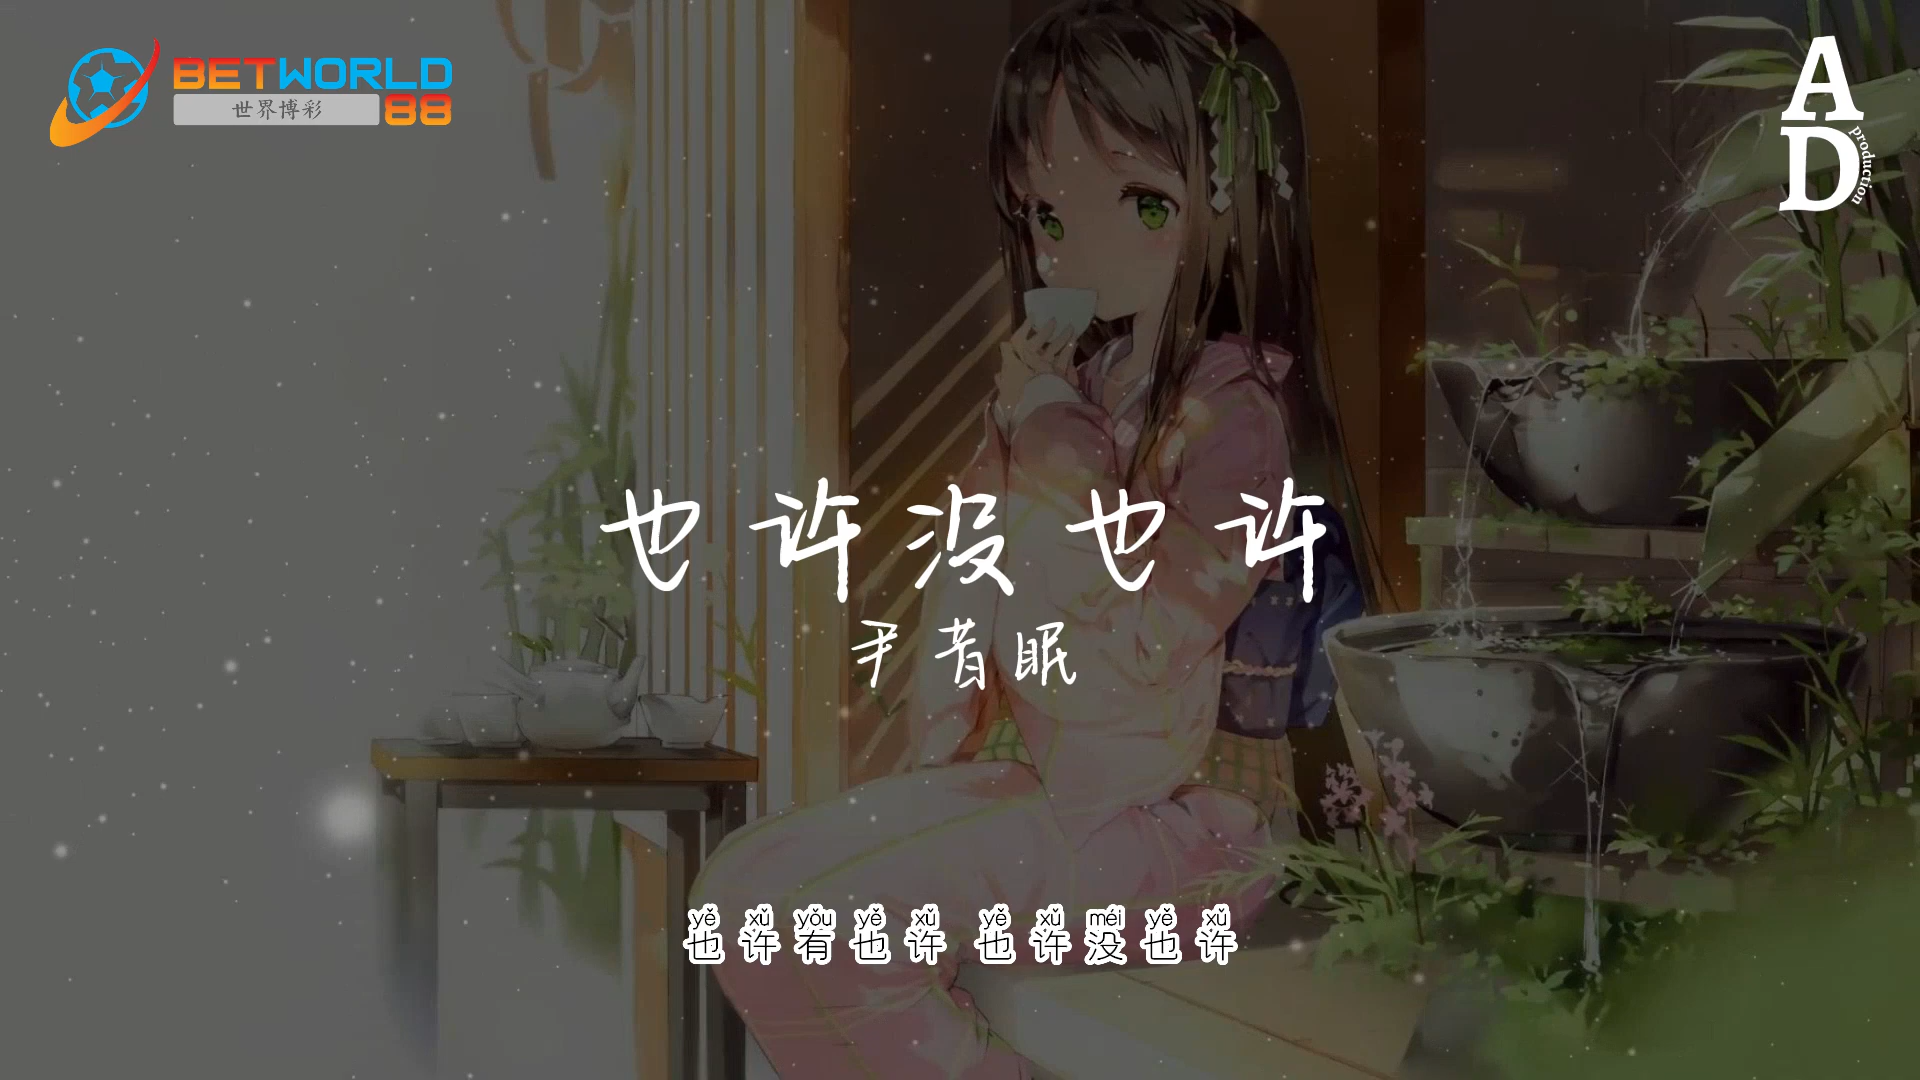 BETWORLD
世界博彩 88
AD
production
也许没也许
尹昔眠
yě xǔ yǒu yě xǔ yě xǔ méi yě xǔ
也许有也许 也许没也许